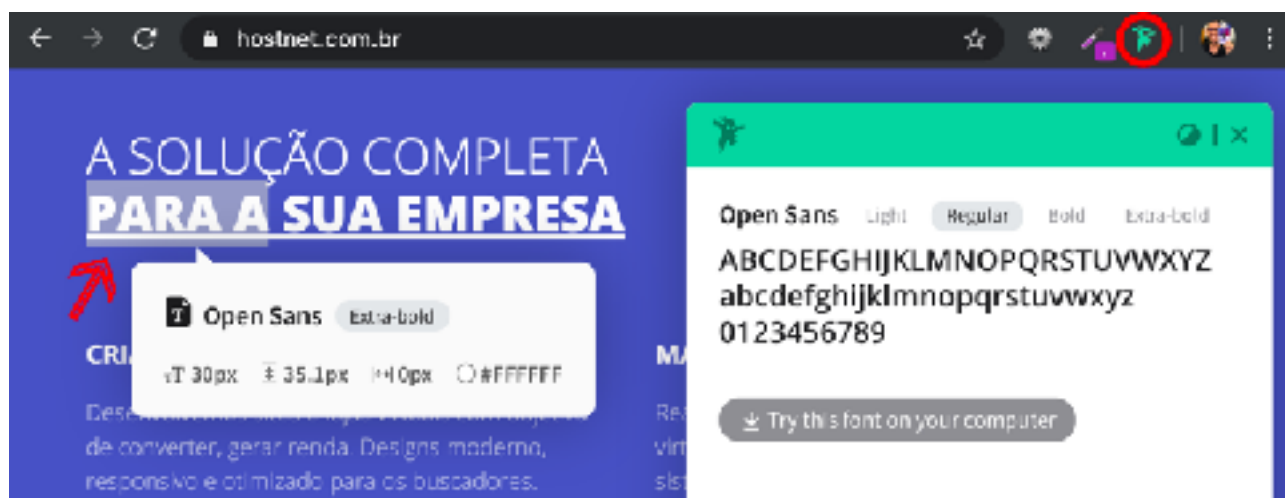 hostnet.com.br
A SOLUÇÃO COMPLETA
PARA A SUA EMPRESA
Open Sans Extra-bold
30px 35.1px 0px #FFFFFF
de converter, gerar renda. Designs moderno,
responsivo e otimizado para os buscadores.
Open Sans Light Regular Bold Extra-bold
ABCDEFGHIJKLMNOPQRSTUVWXYZ
abcdefghijklmnopqrstuvwxyz
0123456789
Try this font on your computer